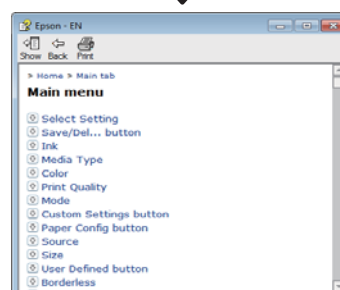 Epson - EN
Show Back Print
> Home > Main tab
Main menu
Select Setting
Save/Del... button
Ink
Media Type
Color
Print Quality
Mode
Custom Settings button
Paper Config button
Source
Size
User Defined button
Borderless